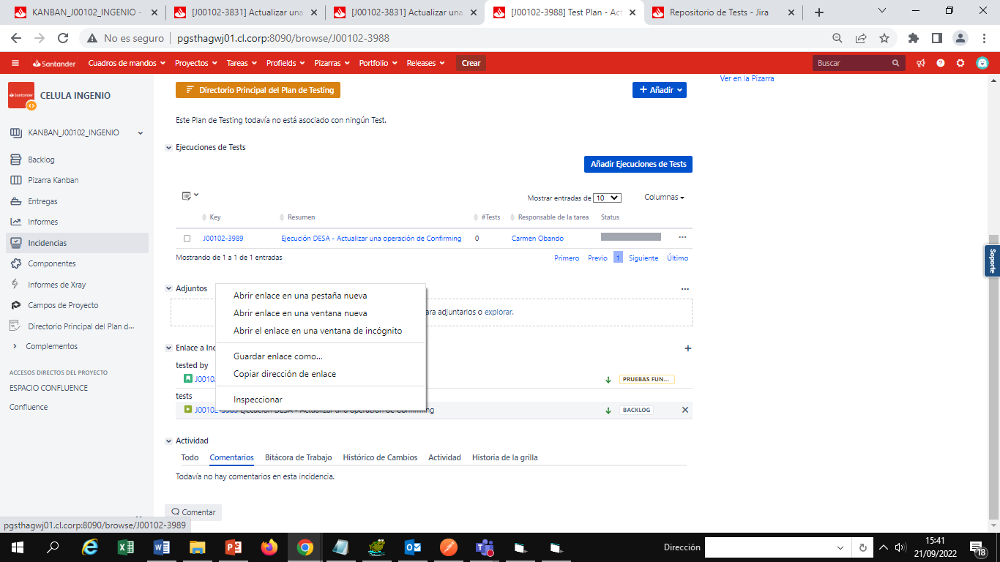 KANBAN_J00102_INGENIO -
[J00102-3831] Actualizar una
[J00102-3831] Actualizar una
[J00102-3988] Test Plan - Act
Repositorio de Tests - Jira
No es seguro
pgsthagwj01.cl.corp:8090/browse/J00102-3988
Santander
Cuadros de mandos
Proyectos
Tareas
Profields
Pizarras
Portfolio
Releases
Crear
Buscar
CELULA INGENIO
KANBAN_J00102_INGENIO
Backlog
Pizarra Kanban
Entregas
Informes
Incidencias
Componentes
Informes de Xray
Campos de Proyecto
Directorio Principal del Plan d...
Complementos
ACCESOS DIRECTOS DEL PROYECTO
ESPACIO CONFLUENCE
Confluence
Ver en la Pizarra
Directorio Principal del Plan de Testing
+ Añadir
Este Plan de Testing todavía no está asociado con ningún Test.
Ejecuciones de Tests
Añadir Ejecuciones de Tests
Mostrar entradas de 10
Columnas
Key Resumen #Tests Responsable de la tarea Status
J00102-3989 Ejecución DESA - Actualizar una operación de Confirming 0 Carmen Obando
Mostrando de 1 a 1 de 1 entradas
Primero Previo 1 Siguiente Último
Adjuntos
ara adjuntarlos o explorar.
Abrir enlace en una pestaña nueva
Abrir enlace en una ventana nueva
Abrir el enlace en una ventana de incógnito
Guardar enlace como...
Copiar dirección de enlace
Inspeccionar
Enlace a Inc
tested by
J0010
PRUEBAS FUN...
tests
J00102-3989 Ejecución DESA - Actualizar una operación de Confirming
BACKLOG
Actividad
Todo Comentarios Bitácora de Trabajo Histórico de Cambios Actividad Historia de la grilla
Todavía no hay comentarios en esta incidencia.
Comentar
Soporte
pgsthagwj01.cl.corp:8090/browse/J00102-3989
Dirección
15:41
21/09/2022
18